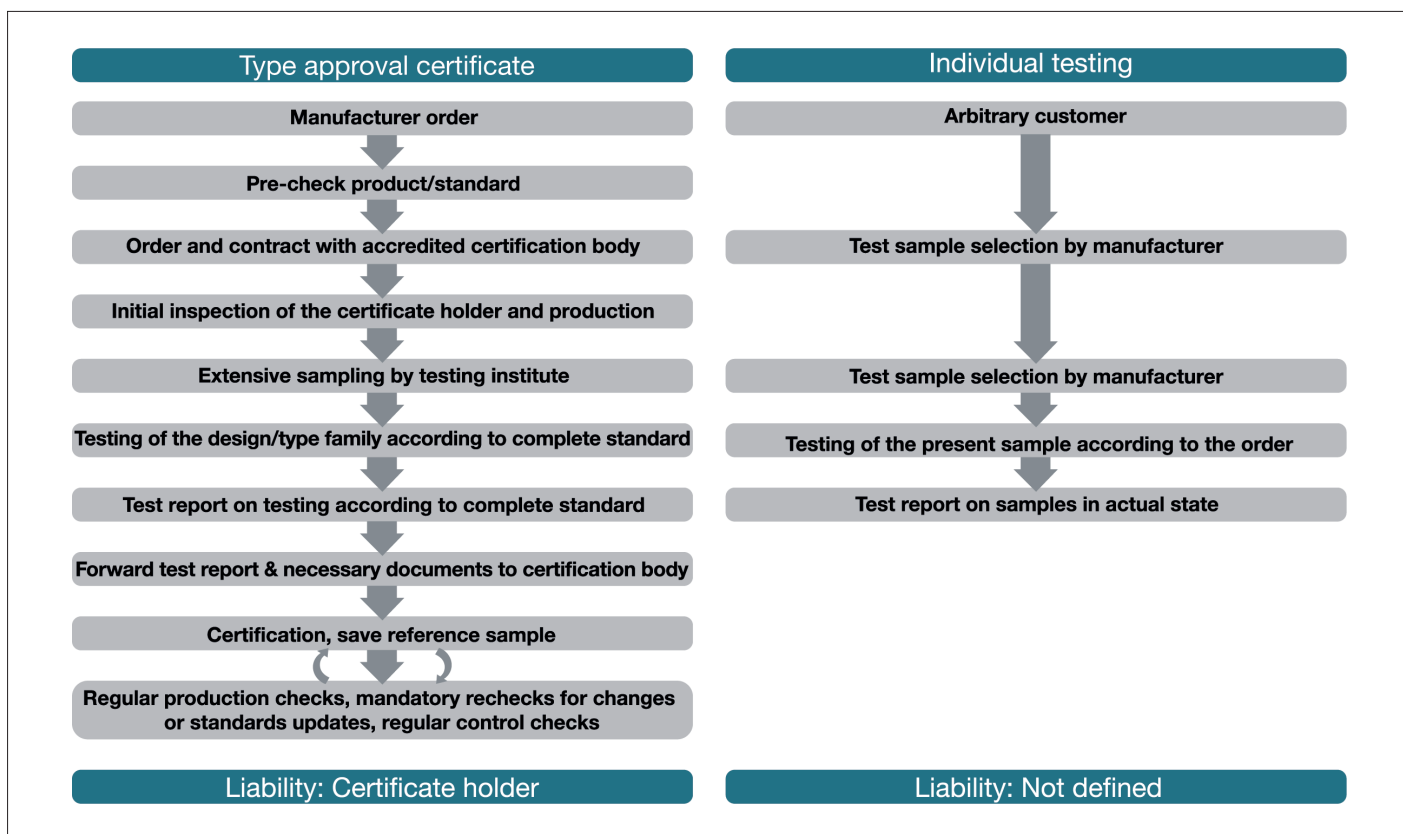 Type approval certificate
Manufacturer order
Pre-check product/standard
Order and contract with accredited certification body
Initial inspection of the certificate holder and production
Extensive sampling by testing institute
Testing of the design/type family according to complete standard
Test report on testing according to complete standard
Forward test report & necessary documents to certification body
Certification, save reference sample
Regular production checks, mandatory rechecks for changes
or standards updates, regular control checks
Liability: Certificate holder
Individual testing
Arbitrary customer
Test sample selection by manufacturer
Test sample selection by manufacturer
Testing of the present sample according to the order
Test report on samples in actual state
Liability: Not defined